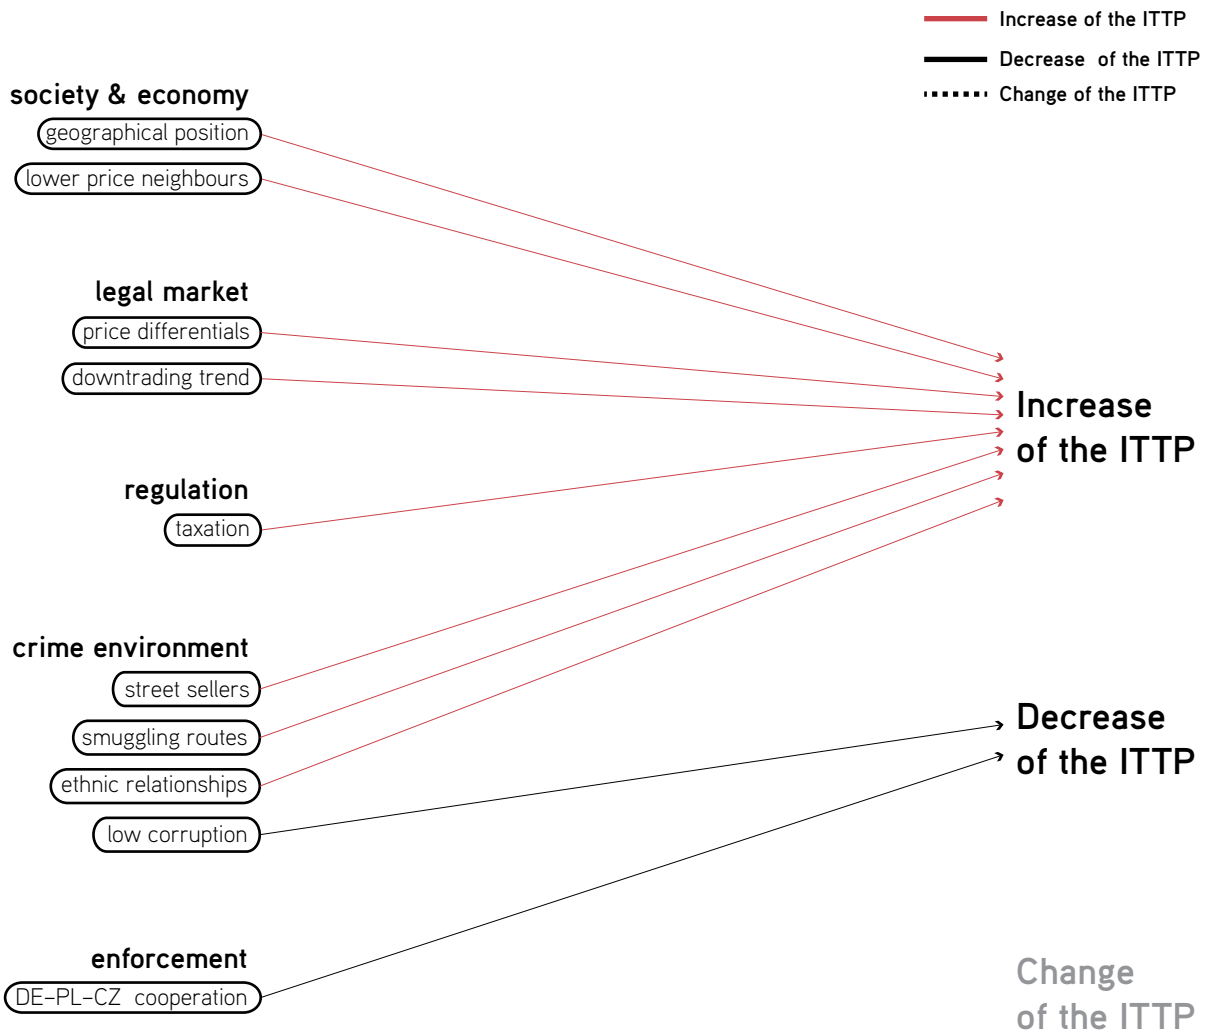 Increase of the ITTP
Decrease of the ITTP
Change of the ITTP
society & economy
geographical position
lower price neighbours
legal market
price differentials
downtrading trend
Increase
of the ITTP
regulation
taxation
crime environment
street sellers
smuggling routes
ethnic relationships
low corruption
Decrease
of the ITTP
enforcement
DE–PL–CZ cooperation
Change
of the ITTP